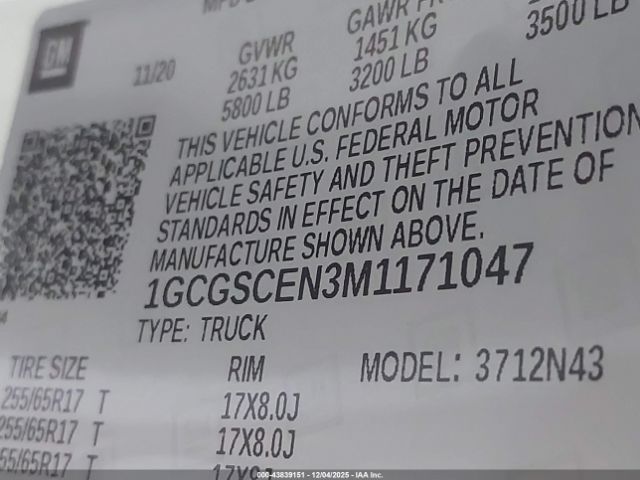 GM
11/20
GVWR
2631 KG
5800 LB
GAWR
1451 KG
3200 LB
3500 LB
THIS VEHICLE CONFORMS TO ALL
APPLICABLE U.S. FEDERAL MOTOR
VEHICLE SAFETY AND THEFT PREVENTION
STANDARDS IN EFFECT ON THE DATE OF
MANUFACTURE SHOWN ABOVE.
1GCGSCEN3M1171047
TYPE: TRUCK
MODEL: 3712N43
TIRE SIZE RIM
255/65R17 T 17X8.0J
255/65R17 T 17X8.0J
55/65R17 T
000-43839151 - 12/04/2025 - IAA Inc.